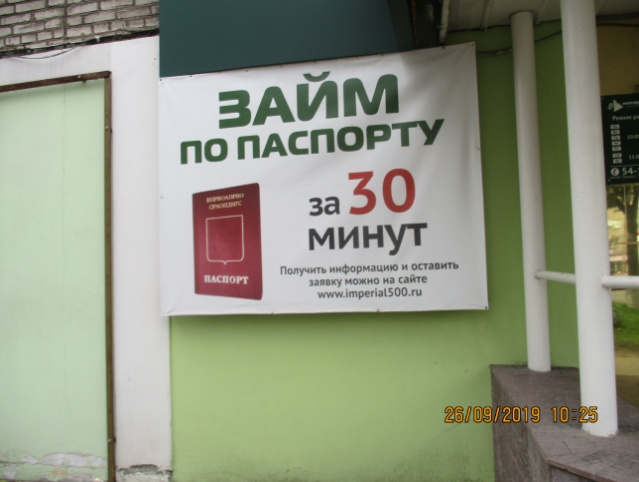 ЗАЙМ
ПО ПАСПОРТУ
за 30
минут
ПАСПОРТ
Получить информацию и оставить
заявку можно на сайте
www.imperial500.ru
26/09/2019 10:25